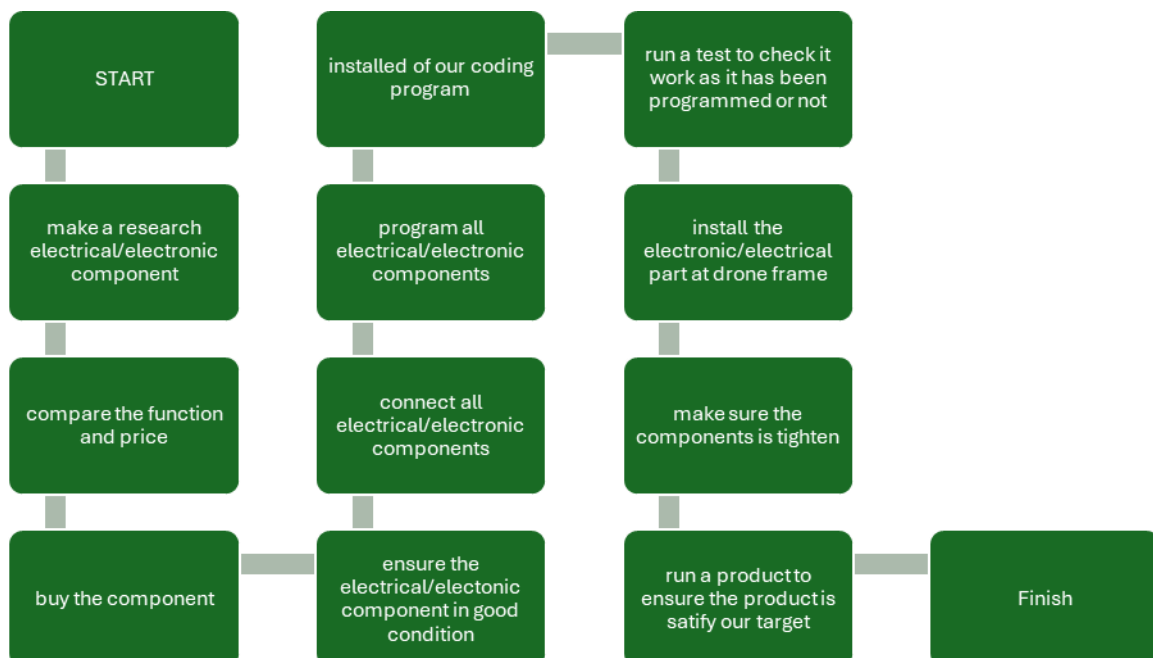 START
make a research
electrical/electronic
component
compare the function
and price
buy the component
ensure the
electrical/electonic
component in good
condition
connect all
electrical/electronic
components
program all
electrical/electronic
components
installed of our coding
program
run a test to check it
work as it has been
programmed or not
install the
electronic/electrical
part at drone frame
make sure the
components is tighten
run a product to
ensure the product is
satify our target
Finish